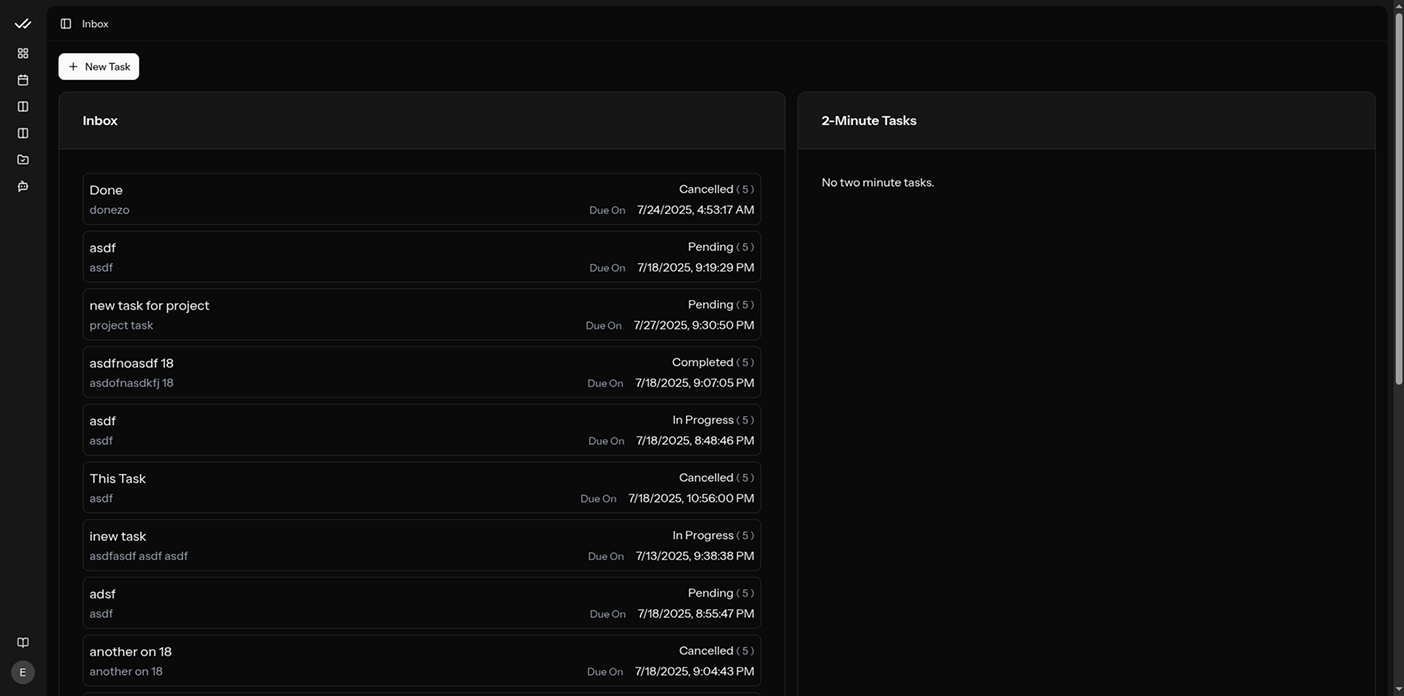 Inbox
New Task
Inbox
Done
Cancelled ( 5 )
donezo
Due On 7/24/2025, 4:53:17 AM
asdf
Pending ( 5 )
asdf
Due On 7/18/2025, 9:19:29 PM
new task for project
Pending ( 5 )
project task
Due On 7/27/2025, 9:30:50 PM
asdfnoasdf 18
Completed ( 5 )
asdofnasdkfj 18
Due On 7/18/2025, 9:07:05 PM
asdf
In Progress ( 5 )
asdf
Due On 7/18/2025, 8:48:46 PM
This Task
Cancelled ( 5 )
asdf
Due On 7/18/2025, 10:56:00 PM
inew task
In Progress ( 5 )
asdfasdf asdf asdf
Due On 7/13/2025, 9:38:38 PM
adsf
Pending ( 5 )
asdf
Due On 7/18/2025, 8:55:47 PM
another on 18
Cancelled ( 5 )
another on 18
Due On 7/18/2025, 9:04:43 PM
2-Minute Tasks
No two minute tasks.
E